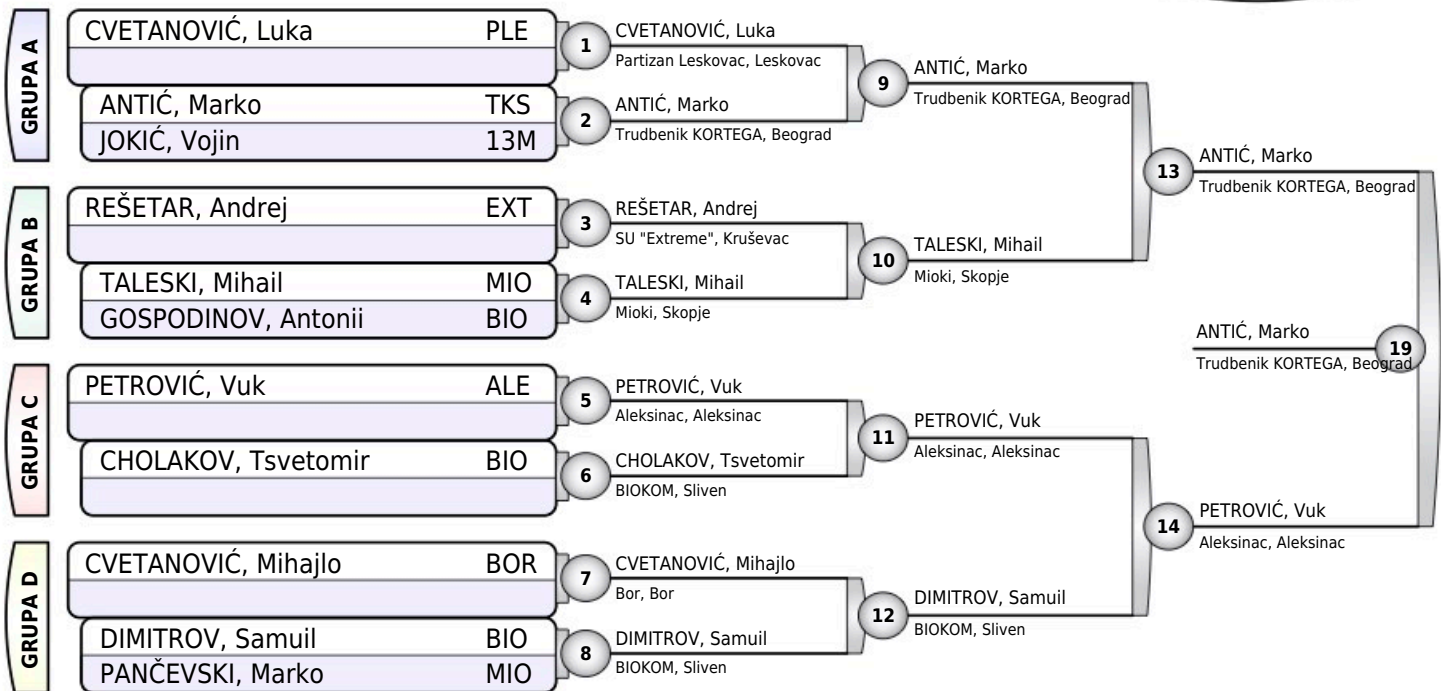 GRUPA A
CVETANOVIĆ, Luka PLE
ANTIĆ, Marko TKS
JOKIĆ, Vojin 13M
GRUPA B
REŠETAR, Andrej EXT
TALESKI, Mihail MIO
GOSPODINOV, Antonii BIO
GRUPA C
PETROVIĆ, Vuk ALE
CHOLAKOV, Tsvetomir BIO
GRUPA D
CVETANOVIĆ, Mihajlo BOR
DIMITROV, Samuil BIO
PANČEVSKI, Marko MIO
1
CVETANOVIĆ, Luka
Partizan Leskovac, Leskovac
2
ANTIĆ, Marko
Trudbenik KORTEGA, Beograd
3
REŠETAR, Andrej
SU "Extreme", Kruševac
4
TALESKI, Mihail
Mioki, Skopje
5
PETROVIĆ, Vuk
Aleksinac, Aleksinac
6
CHOLAKOV, Tsvetomir
BIOKOM, Sliven
7
CVETANOVIĆ, Mihajlo
Bor, Bor
8
DIMITROV, Samuil
BIOKOM, Sliven
9
ANTIĆ, Marko
Trudbenik KORTEGA, Beograd
10
TALESKI, Mihail
Mioki, Skopje
11
PETROVIĆ, Vuk
Aleksinac, Aleksinac
12
DIMITROV, Samuil
BIOKOM, Sliven
13
ANTIĆ, Marko
Trudbenik KORTEGA, Beograd
14
PETROVIĆ, Vuk
Aleksinac, Aleksinac
ANTIĆ, Marko
19
Trudbenik KORTEGA, Beograd